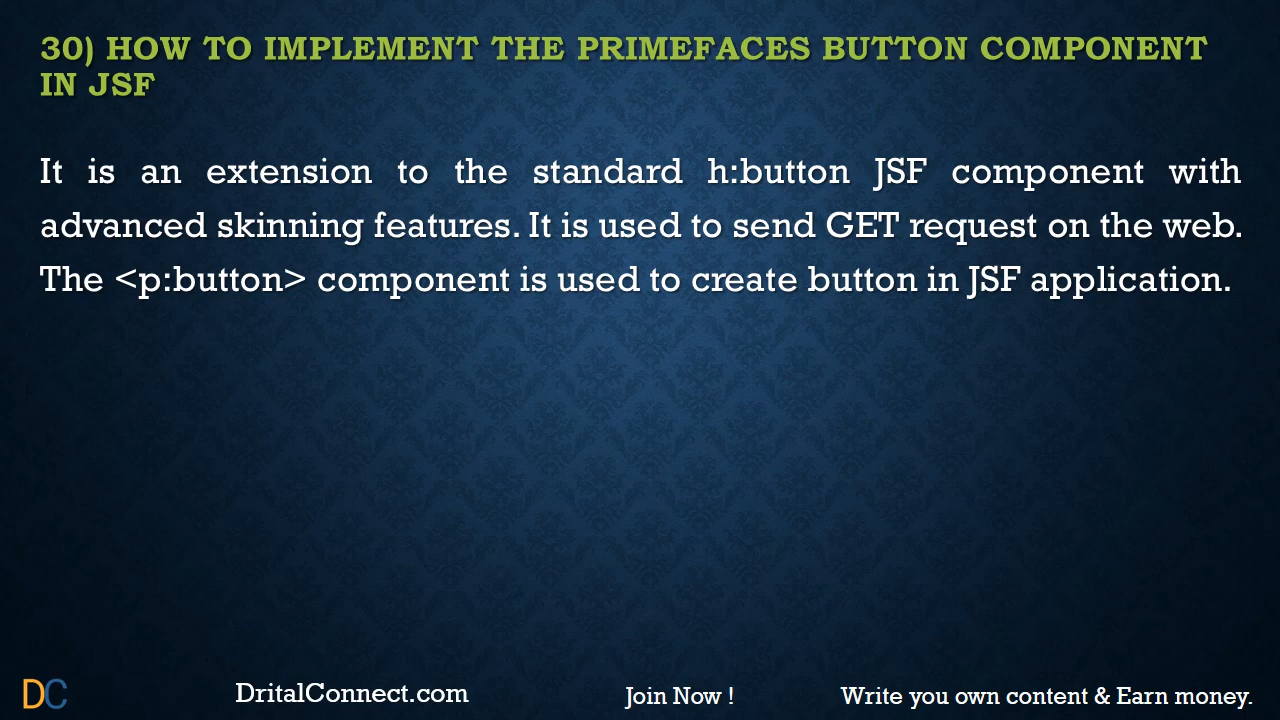 30) HOW TO IMPLEMENT THE PRIMEFACES BUTTON COMPONENT
IN JSF
It is an extension to the standard h:button JSF component with
advanced skinning features. It is used to send GET request on the web.
The <p:button> component is used to create button in JSF application.
DC
DritalConnect.com
Join Now !
Write you own content & Earn money.